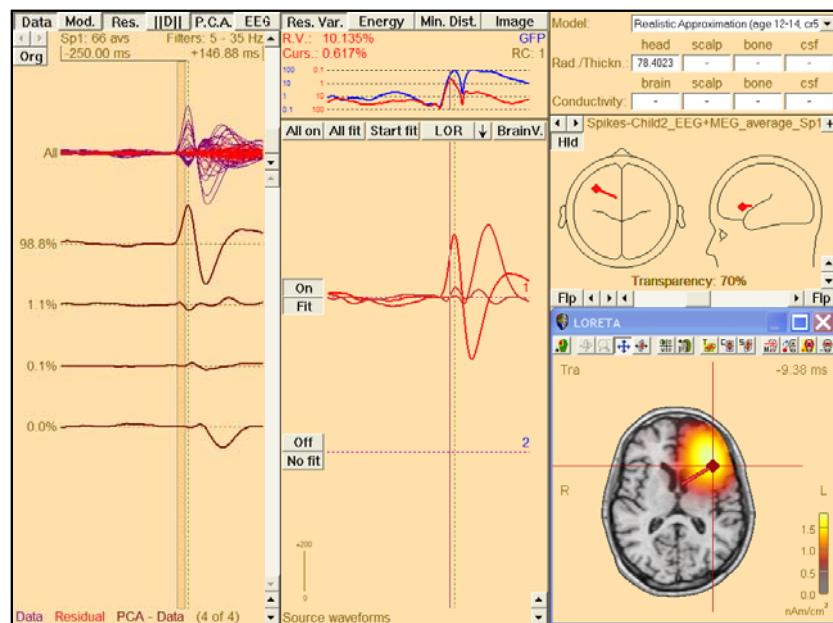 Data Mod. Res. ||D|| P.C.A. EEG
Sp1: 66 avs Filters: 5 - 35 Hz
-250.00 ms +146.88 ms
Org
All
98.8%
1.1%
0.1%
0.0%
Data Residual PCA - Data (4 of 4)
Res. Var. Energy Min. Dist. Image
R.V.: 10.135% GFP
Curs.: 0.617% RC: 1
100 0.1
10 1
1 10
0.1 100
All on All fit Start fit LOR BrainV.
On
Fit
1
Off
No fit
2
+200
0
Source waveforms
Model: Realistic Approximation (age 12-14, cr5
head scalp bone csf
Rad./Thickn.: 78.4023 - - -
brain scalp bone csf
Conductivity: - - - -
Spikes-Child2_EEG+MEG_average_Sp1
Hld
Transparency: 70%
Flp Flp
LORETA
Tra -9.38 ms
R L
1.5
1.0
0.5
0.0
nAm/cm³